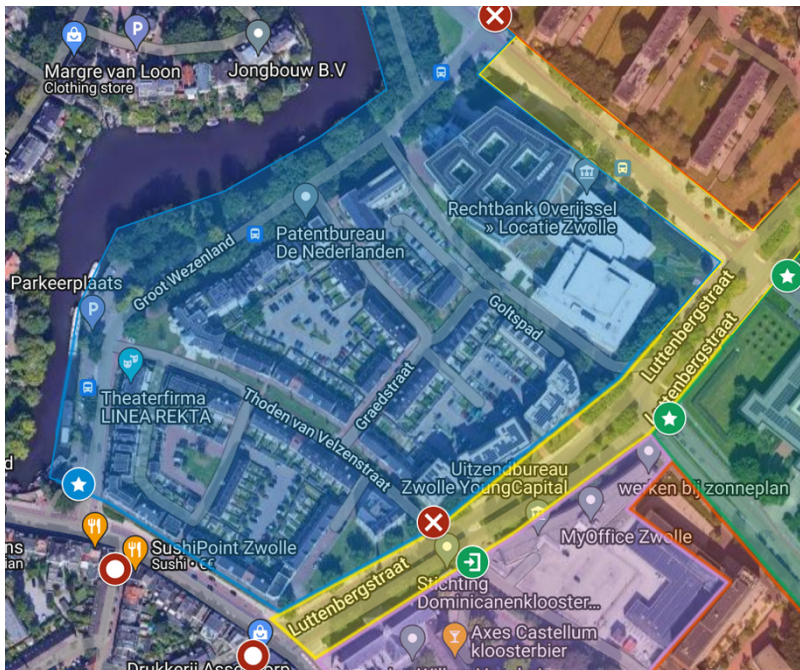 P
Margre van Loon
Clothing store
Jongbouw B.V
Rechtbank Overijssel
» Locatie Zwolle
Patentbureau
De Nederlanden
Groot Wezenland
Parkeerplaats
P
Goltspad
Luttenbergstraat
Luttenbergstraat
Theaterfirma
LINEA REKTA
Graedstraat
Thoden van Velzenstraat
d
Uitzendbureau
Zwolle YoungCapital
werken bij zonneplan
MyOffice Zwolle
ns
ian
SushiPoint Zwolle
Sushi • €€
Luttenbergstraat
Stichting
Dominicanenklooster...
Axes Castellum
kloosterbier